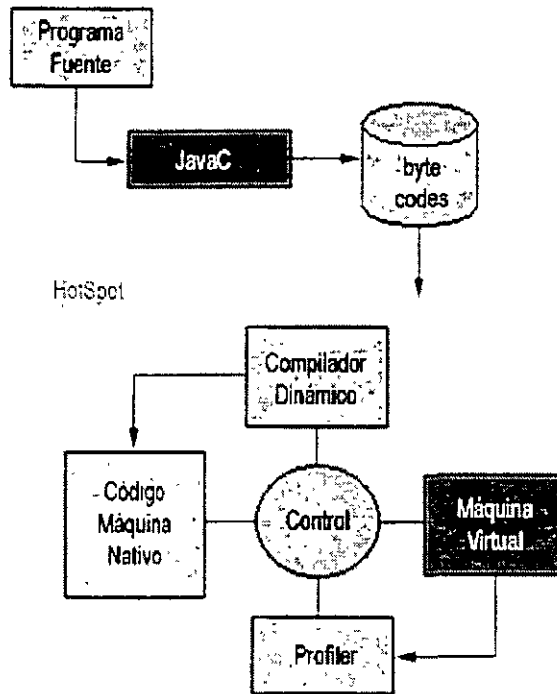 Programa
Fuente
JavaC
byte
codes
HotSpot
Compilador
Dinámico
Código
Máquina
Nativo
Control
Máquina
Virtual
Profiler